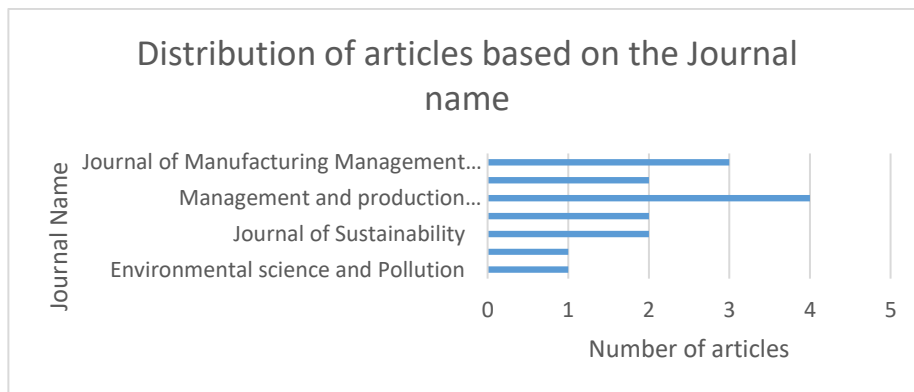 Distribution of articles based on the Journal
name
Journal Name
Journal of Manufacturing Management...
Management and production...
Journal of Sustainability
Environmental science and Pollution
0 1 2 3 4 5
Number of articles